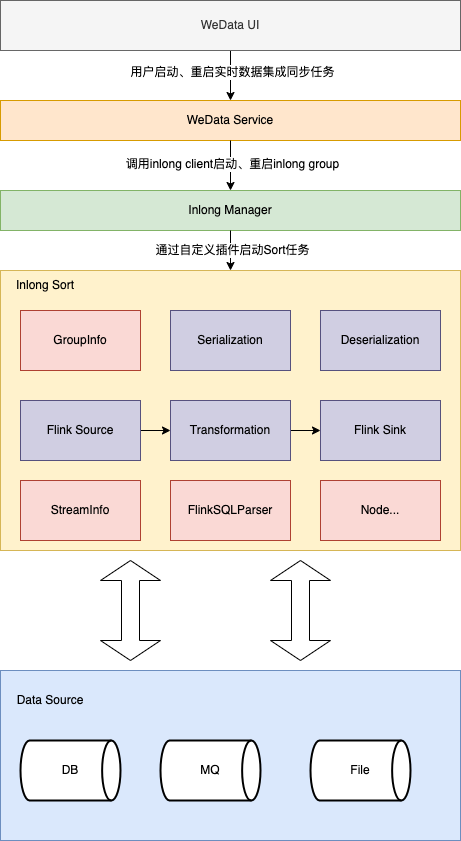 WeData UI
用户启动、重启实时数据集成同步任务
WeData Service
调用inlong client启动、重启inlong group
Inlong Manager
通过自定义插件启动Sort任务
Inlong Sort
GroupInfo
Serialization
Deserialization
Flink Source
Transformation
Flink Sink
StreamInfo
FlinkSQLParser
Node...
Data Source
DB
MQ
File